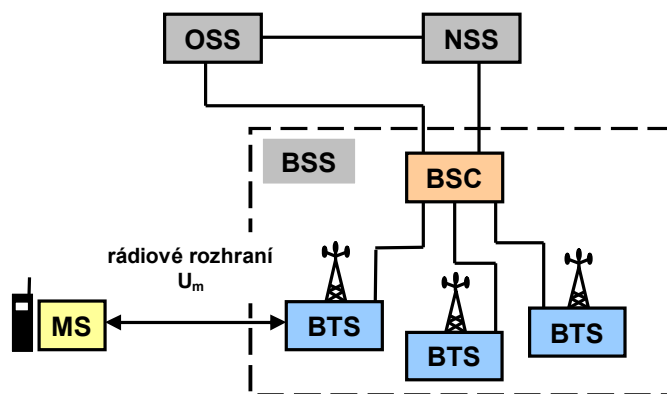 OSS
NSS
BSS
BSC
rádiové rozhraní
Um
MS
BTS
BTS
BTS